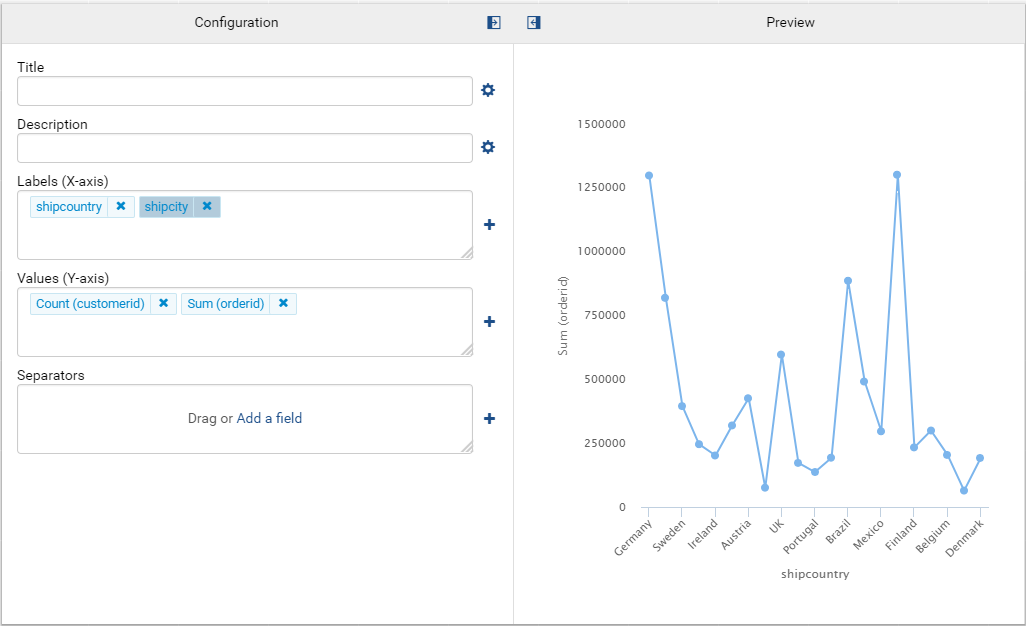 Configuration
Preview
Title
Description
Labels (X-axis)
shipcountry
shipcity
Values (Y-axis)
Count (customerid)
Sum (orderid)
Separators
Drag or Add a field
1500000
1250000
1000000
750000
500000
250000
0
Sum (orderid)
Germany
Sweden
Ireland
Austria
UK
Portugal
Brazil
Mexico
Finland
Belgium
Denmark
shipcountry